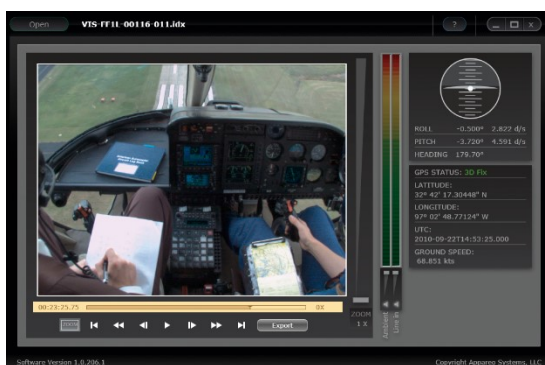 Open
VIS-FF1L-00116-011.idx
?
x
ROLL -0.500° 2.822 d/s
PITCH -3.720° 4.591 d/s
HEADING 179.70°
GPS STATUS: 3D Fix
LATITUDE:
32° 42' 17.30448" N
LONGITUDE:
97° 02' 48.77124" W
UTC:
2010-09-22T14:53:25.000
GROUND SPEED:
68.851 kts
00:23:25.75
0X
ZOOM
1 X
Ambient
Line in
ZOOM
Export
Software Version 1.0.206.1
Copyright Appareo Systems, LLC